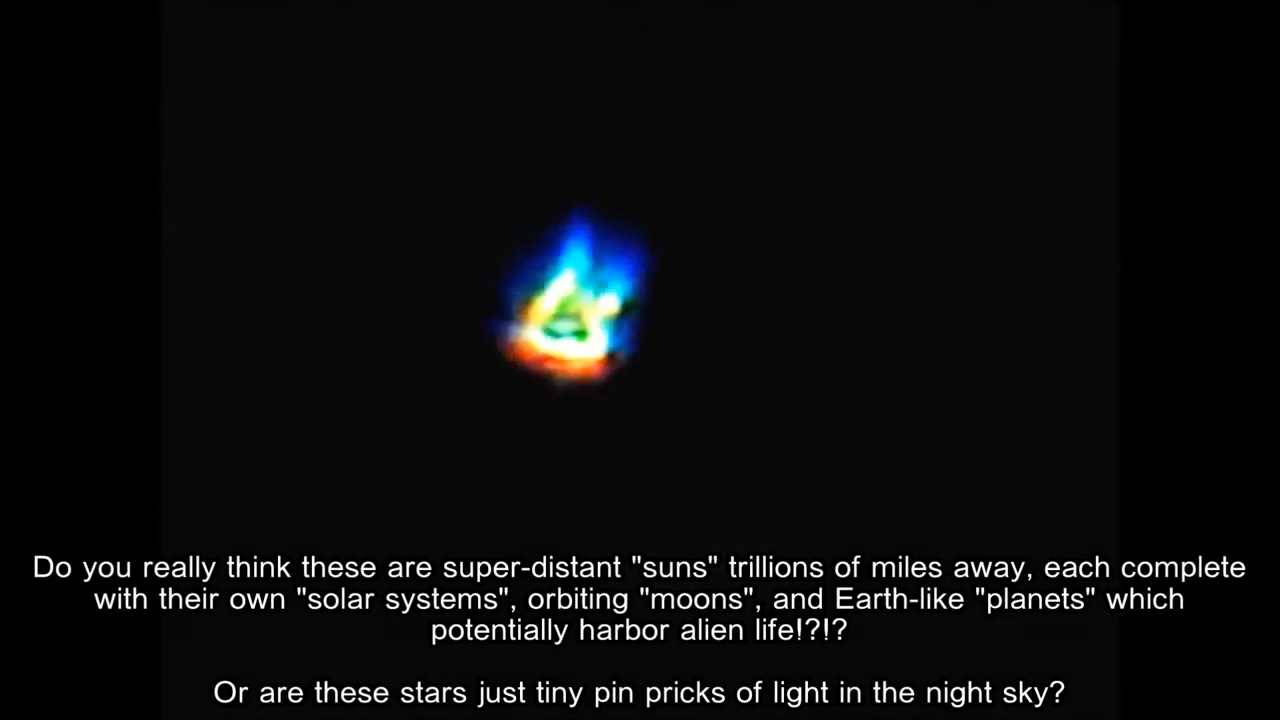 Do you really think these are super-distant "suns" trillions of miles away, each complete
with their own "solar systems", orbiting "moons", and Earth-like "planets" which
potentially harbor alien life!?!?
Or are these stars just tiny pin pricks of light in the night sky?